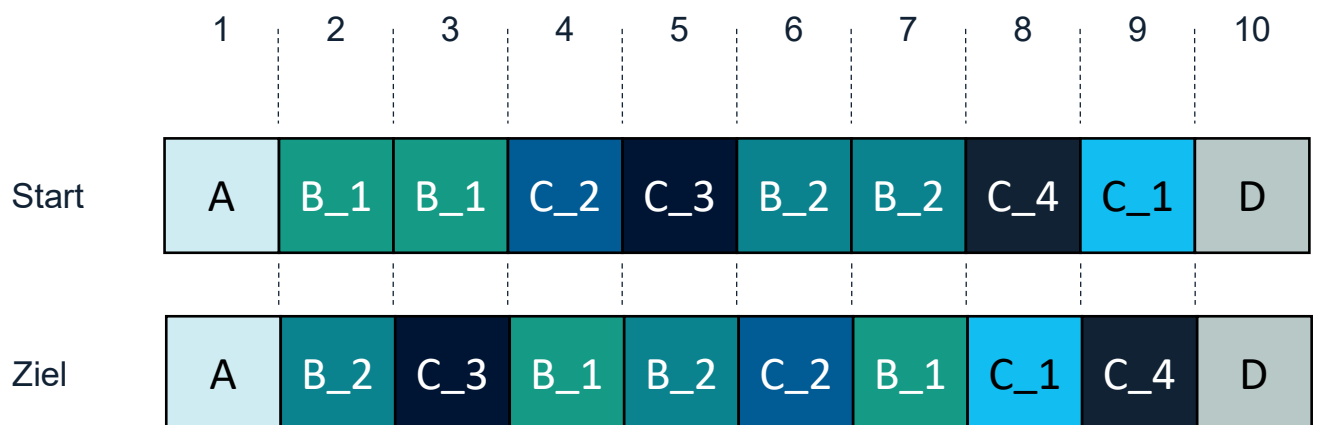 1 2 3 4 5 6 7 8 9 10
Start A B_1 B_1 C_2 C_3 B_2 B_2 C_4 C_1 D
Ziel A B_2 C_3 B_1 B_2 C_2 B_1 C_1 C_4 D